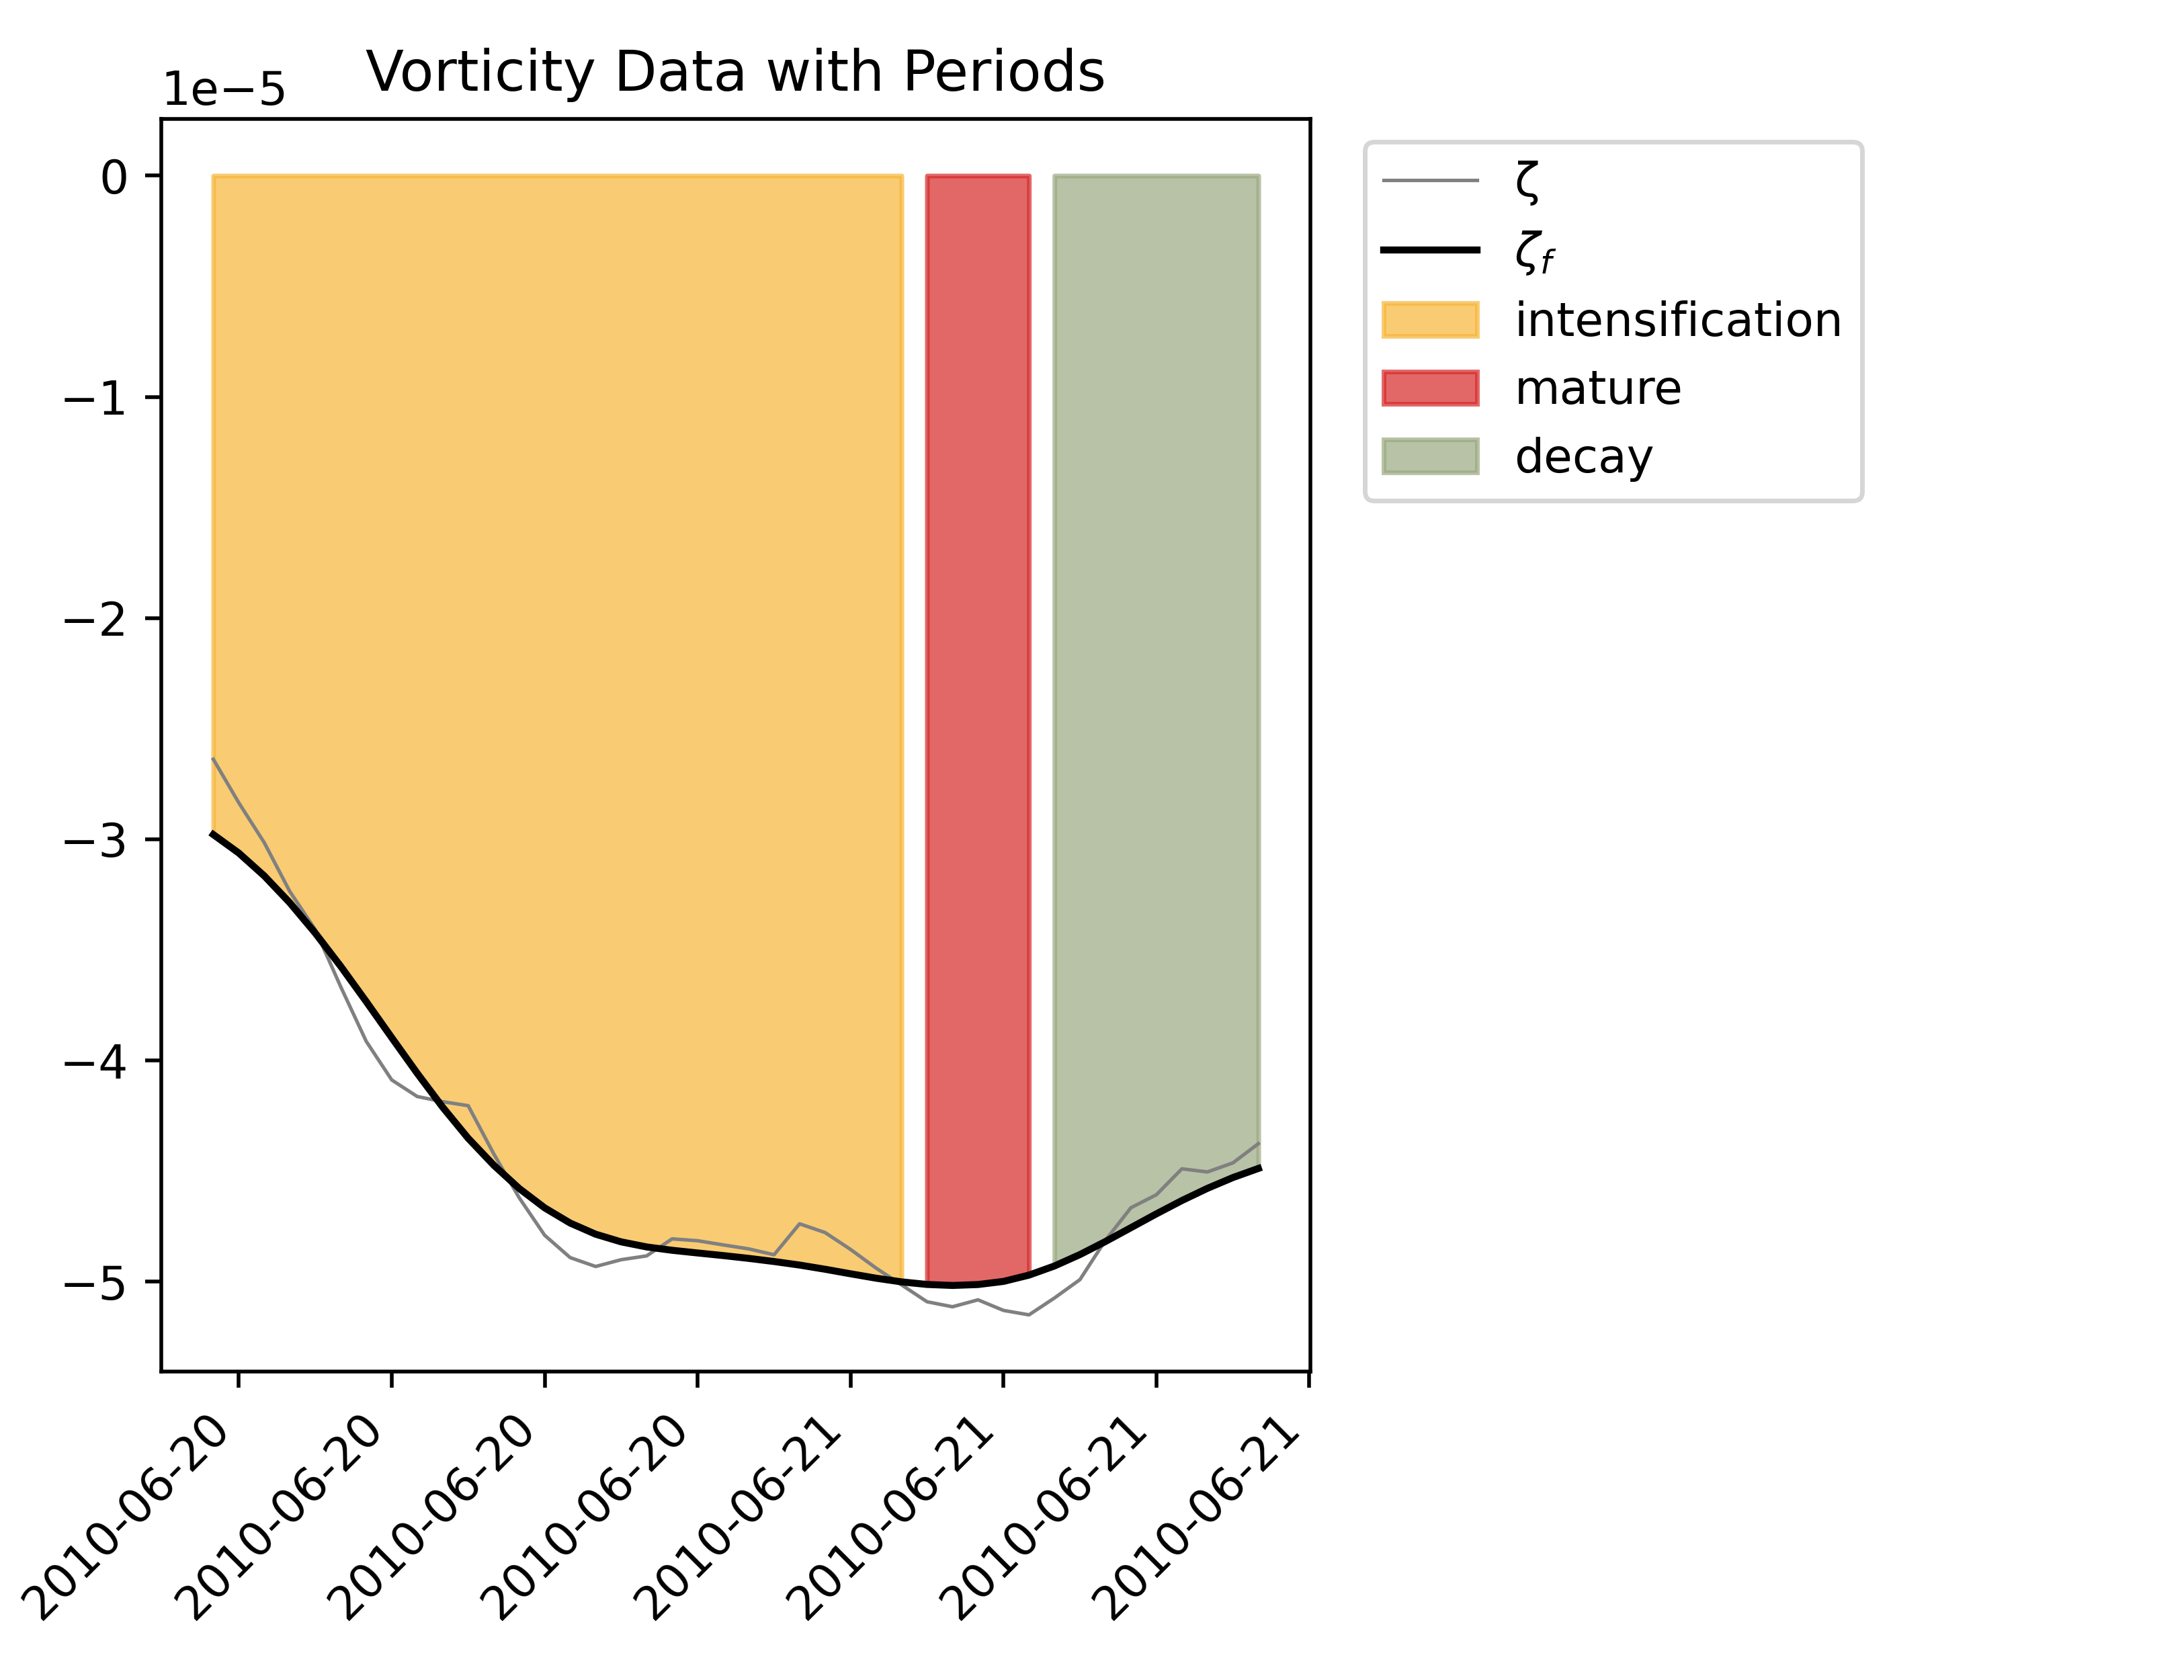 Vorticity Data with Periods
1e−5
0
−1
−2
−3
−4
−5
2010-06-20
2010-06-20
2010-06-20
2010-06-20
2010-06-21
2010-06-21
2010-06-21
2010-06-21
ζ
ζf
intensification
mature
decay